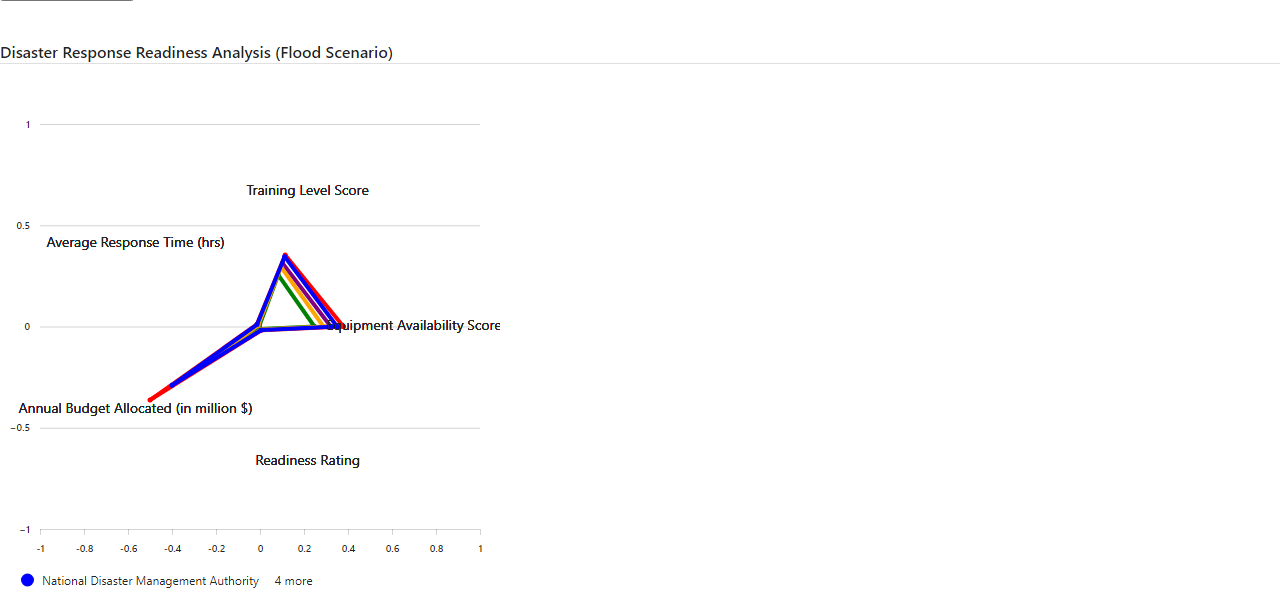 Disaster Response Readiness Analysis (Flood Scenario)
1
Training Level Score
0.5
Average Response Time (hrs)
0
Equipment Availability Score
Annual Budget Allocated (in million $)
−0.5
Readiness Rating
−1
-1 -0.8 -0.6 -0.4 -0.2 0 0.2 0.4 0.6 0.8 1
National Disaster Management Authority 4 more